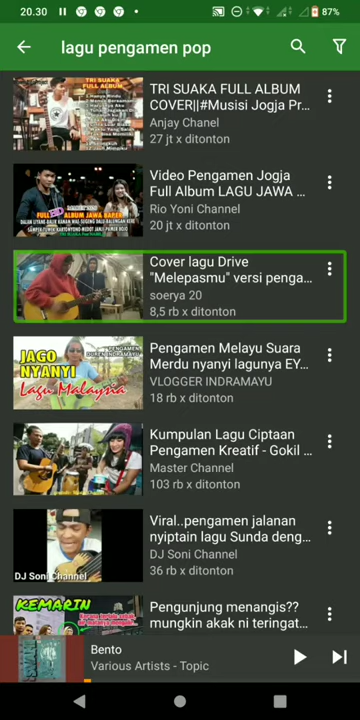 20.30
87%
lagu pengamen pop
TRI SUAKA
FULL ALBUM
TRI SUAKA FULL ALBUM
COVER||#Musisi Jogja Pr...
Anjay Chanel
27 jt x ditonton
Video Pengamen Jogja
Full Album LAGU JAWA ...
Rio Yoni Channel
20 jt x ditonton
Cover lagu Drive
"Melepasmu" versi penga...
soerya 20
8,5 rb x ditonton
JAGO
NYANYI
Lagu Malaysia
Pengamen Melayu Suara
Merdu nyanyi lagunya EY...
VLOGGER INDRAMAYU
18 rb x ditonton
Kumpulan Lagu Ciptaan
Pengamen Kreatif - Gokil ...
Master Channel
103 rb x ditonton
DJ Soni Channel
Viral..pengamen jalanan
nyiptain lagu Sunda deng...
DJ Soni Channel
36 rb x ditonton
KEMARIN
Pengunjung menangis??
mungkin akak ni teringat...
Bento
Various Artists - Topic